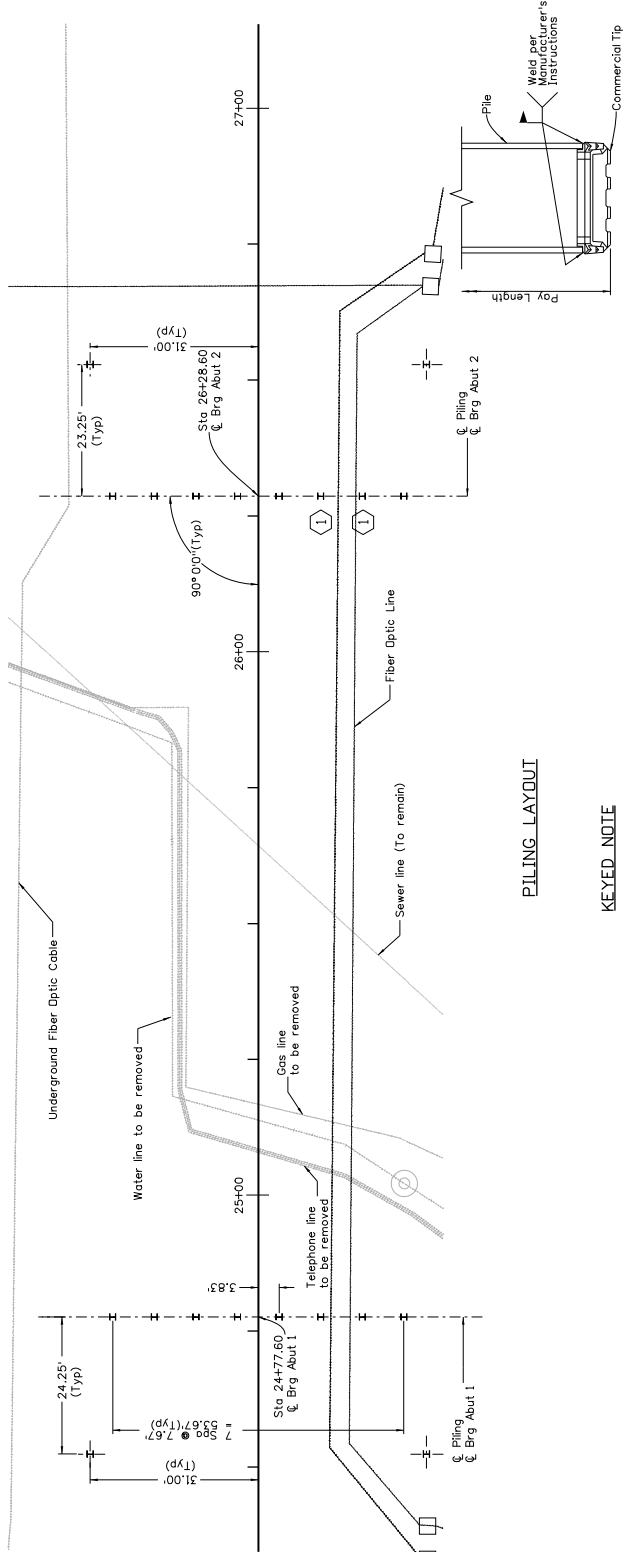 Underground Fiber Optic Cable
Water line to be removed
Gas line
to be removed
Telephone line
to be removed
Sewer line (To remain)
Fiber Optic Line
24.25'
(Typ)
31.00'
(Typ)
7 Spa @ 7.67'
= 53.67'(Typ)
3.83'
Sta 24+77.60
℄ Brg Abut 1
℄ Piling
℄ Brg Abut 1
25+00
26+00
27+00
90° 0'0"(Typ)
23.25'
(Typ)
31.00'
(Typ)
Sta 26+28.60
℄ Brg Abut 2
℄ Piling
℄ Brg Abut 2
1
1
Pay Length
Pile
Weld per
Manufacturer's
Instructions
Commercial Tip
PILING LAYOUT
KEYED NOTE